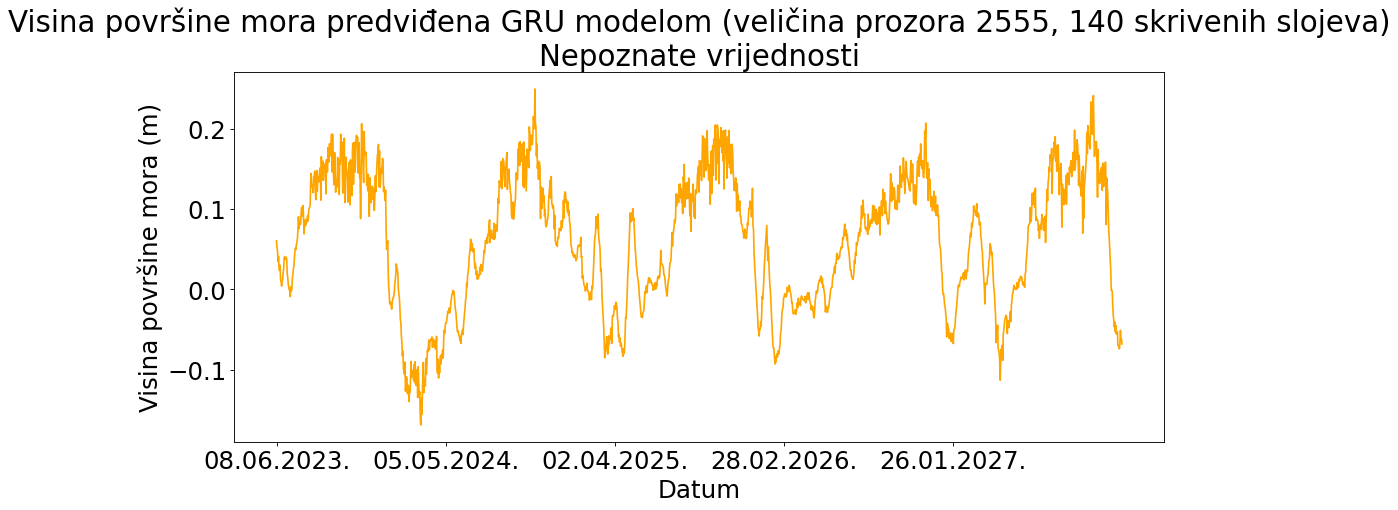 Visina površine mora predviđena GRU modelom (veličina prozora 2555, 140 skrivenih slojeva)
Nepoznate vrijednosti
Visina površine mora (m)
0.2
0.1
0.0
−0.1
08.06.2023. 05.05.2024. 02.04.2025. 28.02.2026. 26.01.2027.
Datum